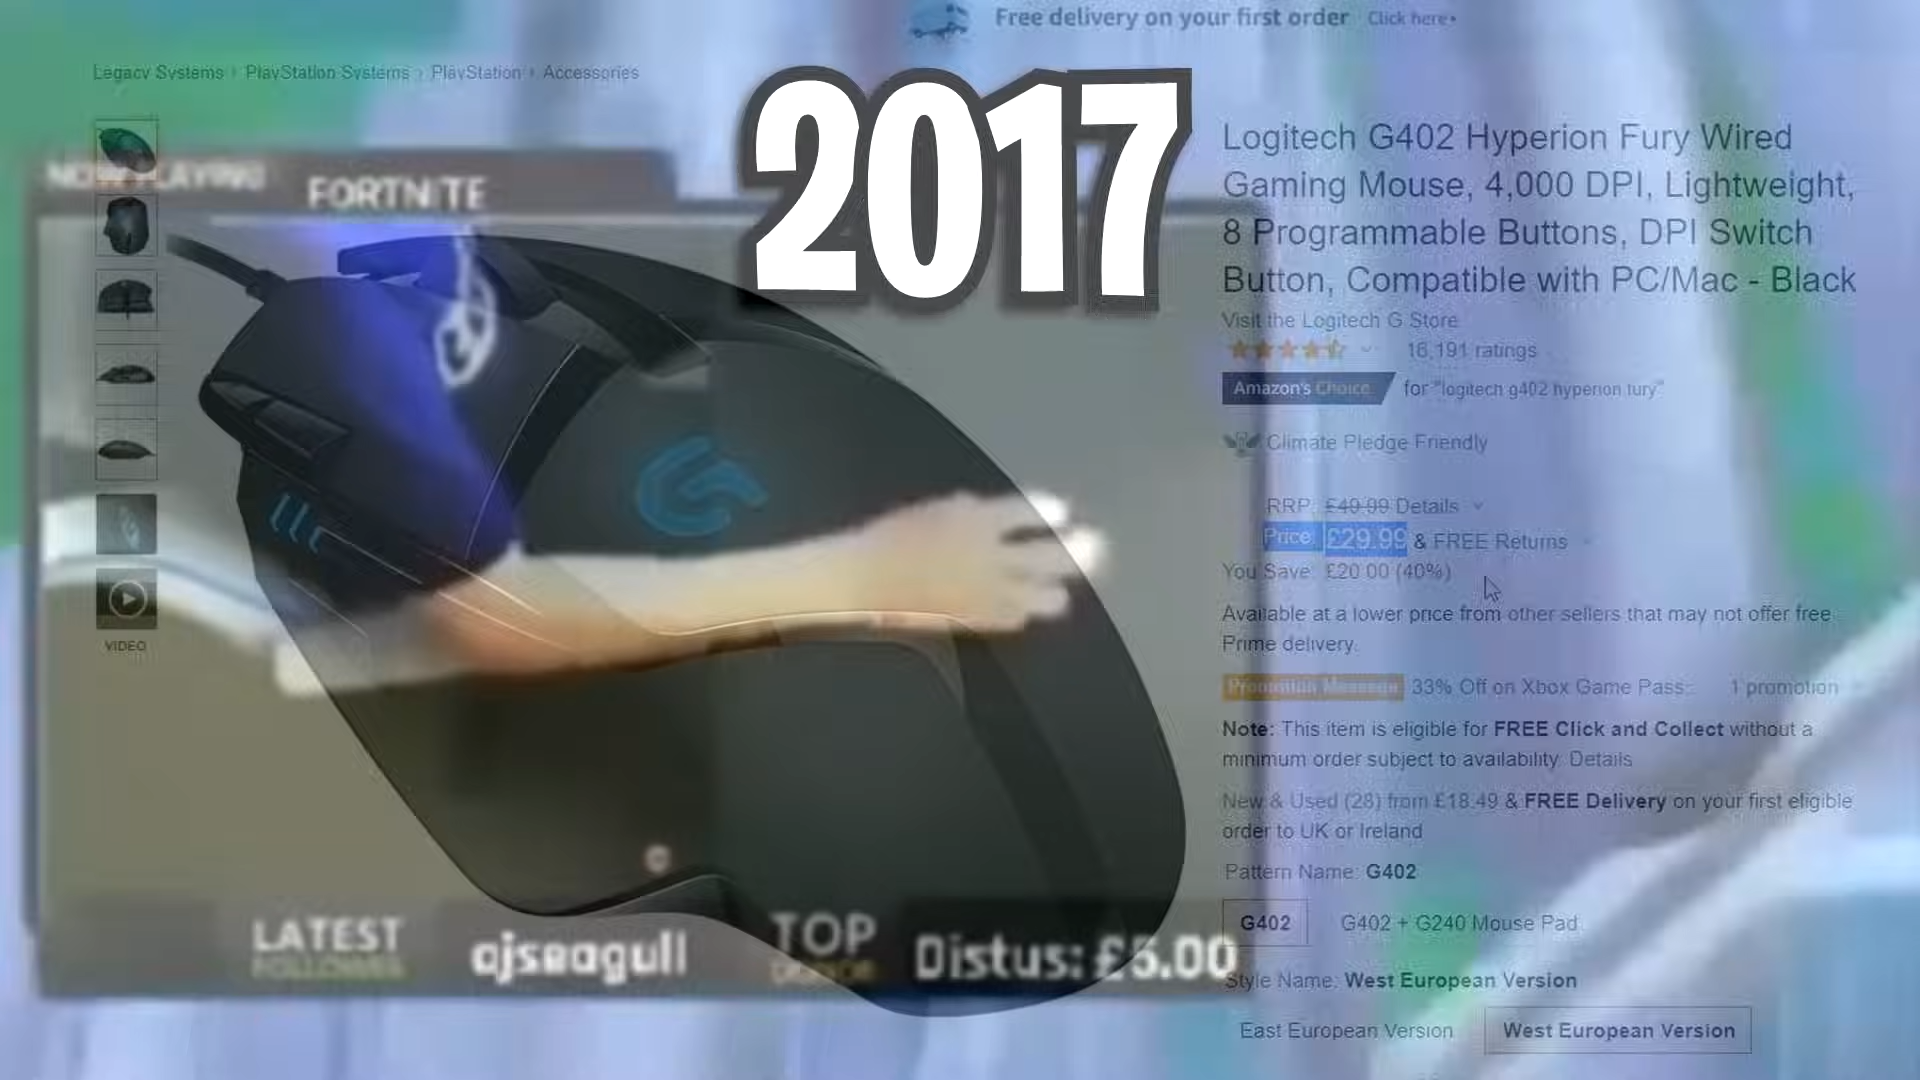 Free delivery on your first order Click here
Legacy Systems › PlayStation Systems › PlayStation › Accessories
2017
NOW PLAYING
FORTNITE
Logitech G402 Hyperion Fury Wired
Gaming Mouse, 4,000 DPI, Lightweight,
8 Programmable Buttons, DPI Switch
Button, Compatible with PC/Mac - Black
Visit the Logitech G Store
16,191 ratings
Amazon's Choice for "logitech g402 hyperion fury"
Climate Pledge Friendly
RRP: £49.99 Details
Price: £29.99 & FREE Returns
You Save: £20.00 (40%)
Available at a lower price from other sellers that may not offer free
Prime delivery.
Promotion Message 33% Off on Xbox Game Pass: 1 promotion
Note: This item is eligible for FREE Click and Collect without a
minimum order subject to availability. Details
New & Used (28) from £18.49 & FREE Delivery on your first eligible
order to UK or Ireland
Pattern Name: G402
G402 G402 + G240 Mouse Pad
Style Name: West European Version
East European Version West European Version
VIDEO
LATEST
FOLLOWER
ajseagull
TOP
DONOR
Distus: £5.00